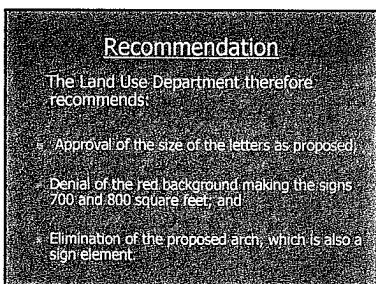 Recommendation
The Land Use Department therefore
recommends:
Approval of the size of the letters as proposed;
Denial of the red background making the signs
700 and 800 square feet; and
Elimination of the proposed arch, which is also a
sign element.